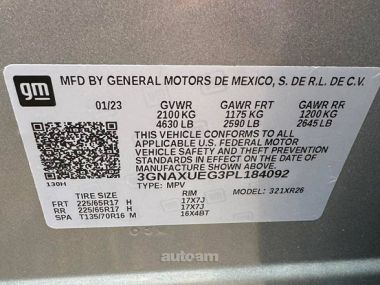 gm
MFD BY GENERAL MOTORS DE MEXICO, S. DE R.L. DE C.V.
01/23 GVWR GAWR FRT GAWR RR
2100 KG 1175 KG 1200 KG
4630 LB 2590 LB 2645 LB
THIS VEHICLE CONFORMS TO ALL
APPLICABLE U.S. FEDERAL MOTOR
VEHICLE SAFETY AND THEFT PREVENTION
STANDARDS IN EFFECT ON THE DATE OF
MANUFACTURE SHOWN ABOVE.
3GNAXUEG3PL184092
130H TYPE: MPV MODEL: 321XR26
TIRE SIZE RIM
FRT 225/65R17 H 17X7J
RR 225/65R17 H 17X7J
SPA T135/70R16 M 16X4BT
autoam